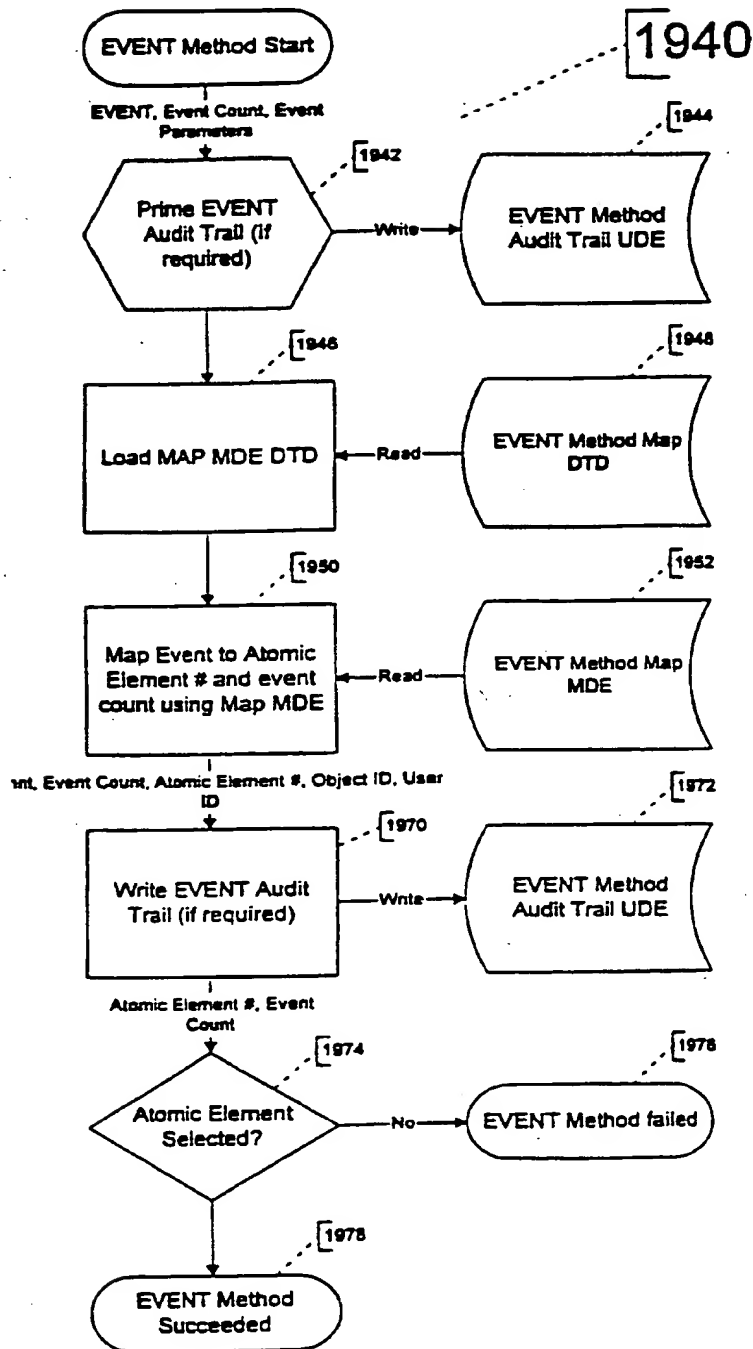 EVENT Method Start
1940
EVENT, Event Count, Event
Parameters
1944
1942
Prime EVENT
Audit Trail (if
required)
Write
EVENT Method
Audit Trail UDE
1946
1948
Load MAP MDE DTD
Read
EVENT Method Map
DTD
1950
1952
Map Event to Atomic
Element # and event
count using Map MDE
Read
EVENT Method Map
MDE
nt, Event Count, Atomic Element #, Object ID, User
ID
1972
1970
Write EVENT Audit
Trail (if required)
Write
EVENT Method
Audit Trail UDE
Atomic Element #, Event
Count
1974
1976
Atomic Element
Selected?
No
EVENT Method failed
1978
EVENT Method
Succeeded